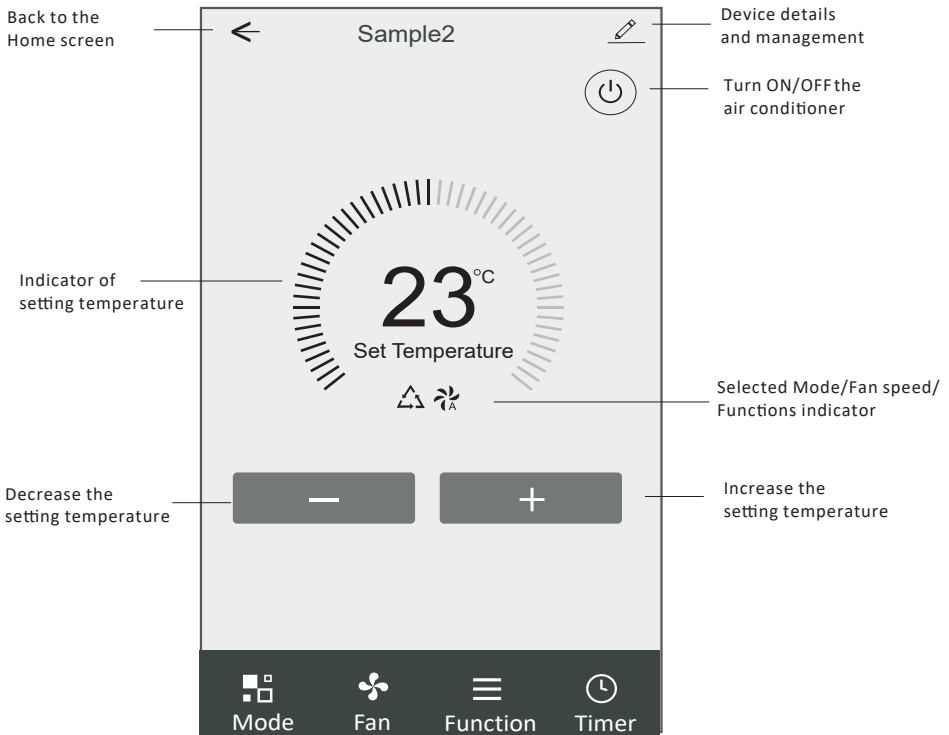 Back to the
Home screen
Sample2
Device details
and management
Turn ON/OFF the
air conditioner
Indicator of
setting temperature
23°C
Set Temperature
A
Selected Mode/Fan speed/
Functions indicator
Decrease the
setting temperature
−
+
Increase the
setting temperature
Mode
Fan
Function
Timer